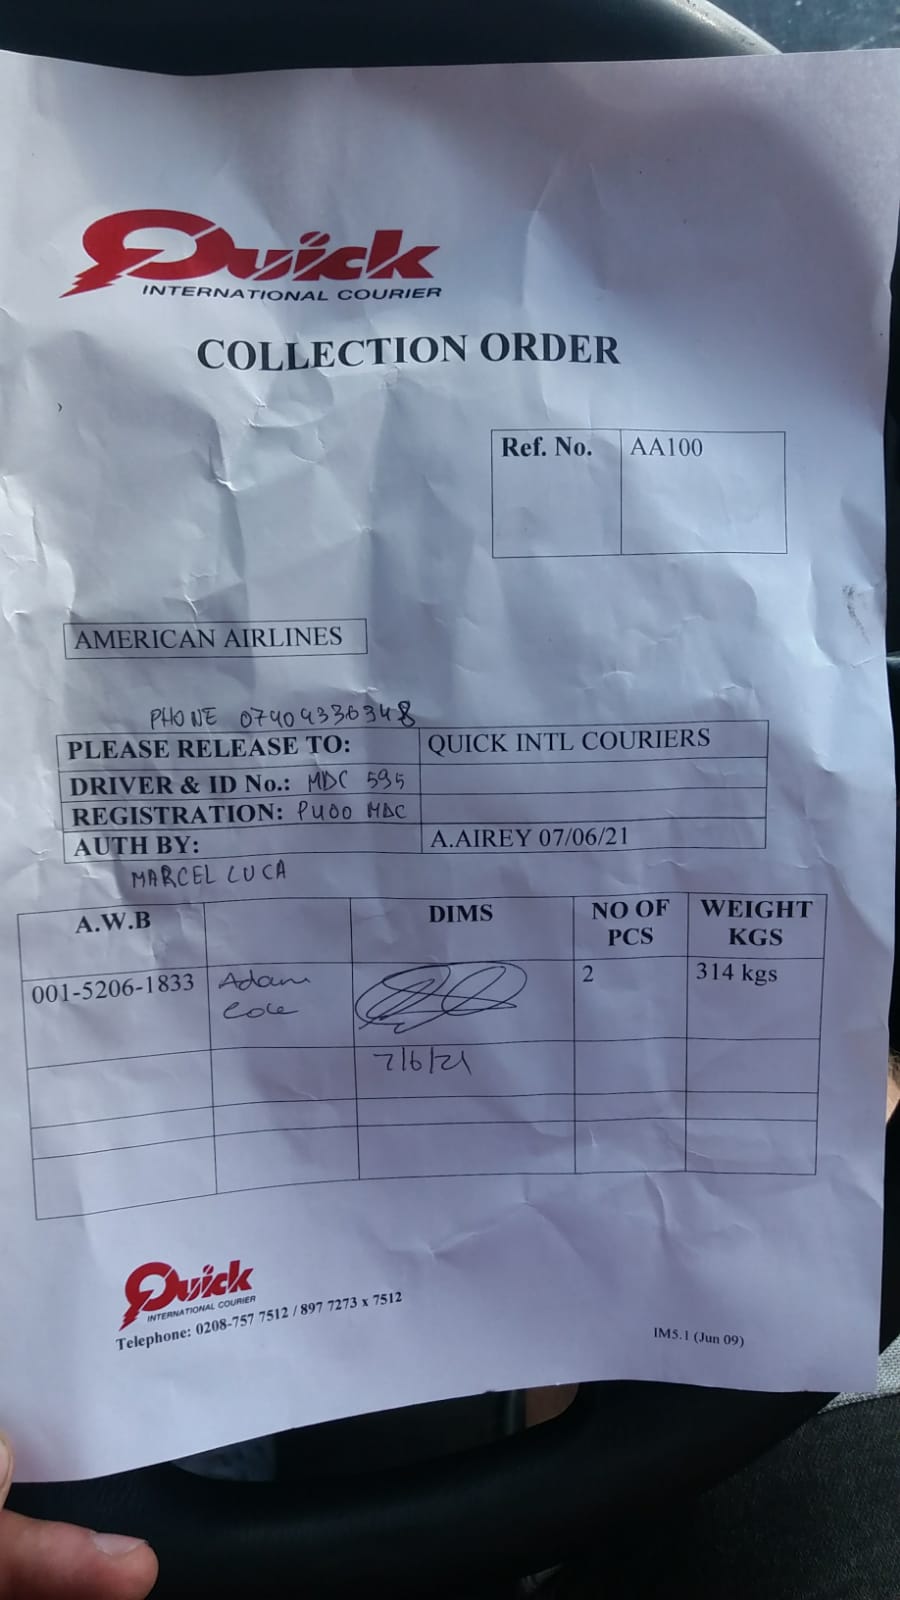 Quick
INTERNATIONAL COURIER
COLLECTION ORDER
Ref. No. AA100
AMERICAN AIRLINES
PHONE 07404336348
PLEASE RELEASE TO: QUICK INTL COURIERS
DRIVER & ID No.: MDC 595
REGISTRATION: PU00 MDC
AUTH BY: A.AIREY 07/06/21
MARCEL LUCA
A.W.B DIMS NO OF PCS WEIGHT KGS
001-5206-1833 Adam Cole 2 314 kgs
7/6/21
Quick
INTERNATIONAL COURIER
Telephone: 0208-757 7512 / 897 7273 x 7512
IM5.1 (Jun 09)